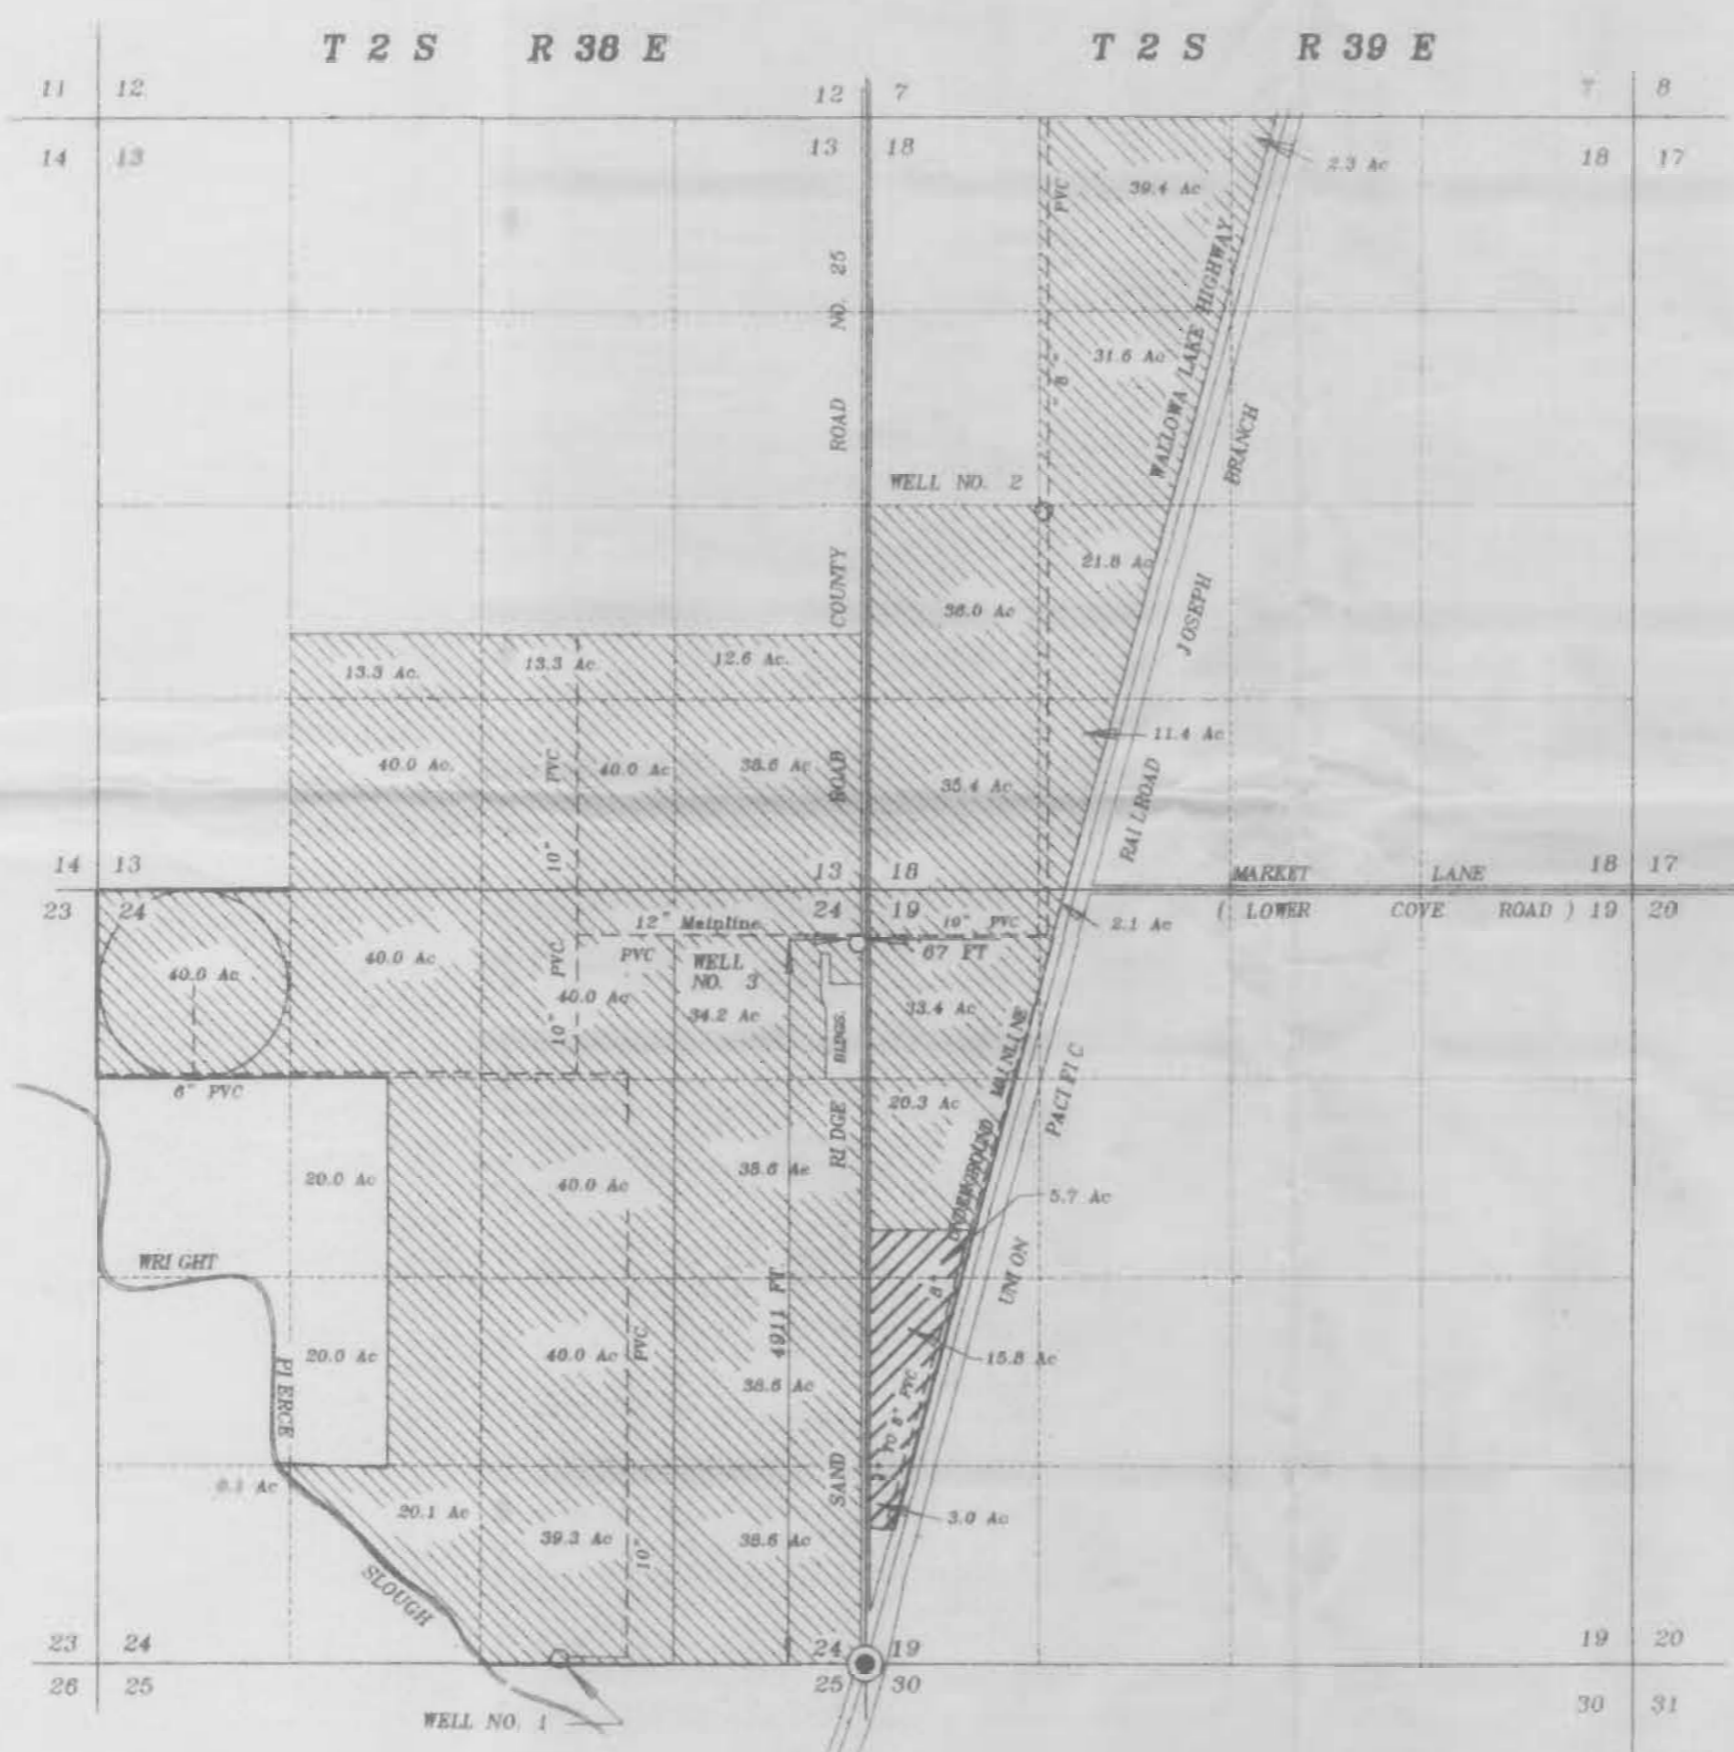 T 2 S R 38 E T 2 S R 39 E
11 12 12 7 7 8
14 13 13 18 18 17
2.3 Ac
39.4 Ac
PVC
COUNTY ROAD NO. 25
WALLOWA LAKE HIGHWAY
31.6 Ac
8"
UNION PACIFIC RAILROAD JOSEPH BRANCH
WELL NO. 2
21.8 Ac
36.0 Ac
13.3 Ac. 13.3 Ac 12.6 Ac.
11.4 Ac
40.0 Ac. 10" PVC 40.0 Ac 38.6 Ac
35.4 Ac
SAND RIDGE ROAD
14 13 13 18 MARKET LANE 18 17
23 24 24 19 ( LOWER COVE ROAD ) 19 20
12" Mainline 10" PVC 2.1 Ac
40.0 Ac 40.0 Ac 10" PVC PVC WELL NO. 3 67 FT
40.0 Ac 34.2 Ac BLDGS. 33.4 Ac
UNDERGROUND MAINLINE
6" PVC
20.3 Ac
20.0 Ac 40.0 Ac 38.6 Ac
5.7 Ac
WRIGHT
8"
4911 FT
20.0 Ac 40.0 Ac PVC
15.8 Ac
38.6 Ac
PIERCE
TO 8" PVC
Ac
20.1 Ac 39.3 Ac 10" 38.6 Ac 3.0 Ac
SLOUGH
23 24 24 19 19 20
26 25 25 30 30 31
WELL NO. 1